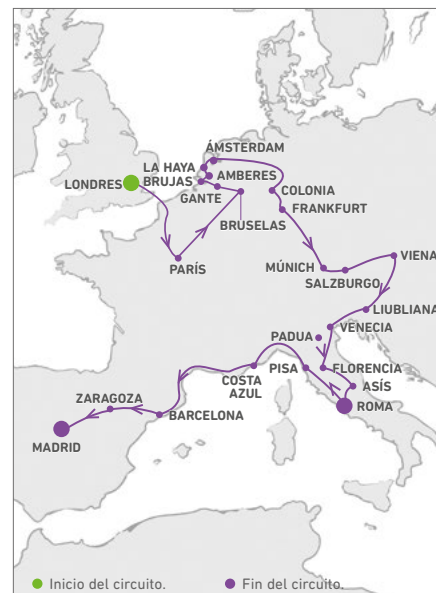 ÁMSTERDAM
LA HAYA
AMBERES
BRUJAS
LONDRES
COLONIA
GANTE
FRANKFURT
BRUSELAS
VIENA
PARÍS
MÚNICH
SALZBURGO
LIUBLIANA
VENECIA
PADUA
PISA
FLORENCIA
COSTA
AZUL
ASÍS
ZARAGOZA
ROMA
BARCELONA
MADRID
Inicio del circuito.
Fin del circuito.